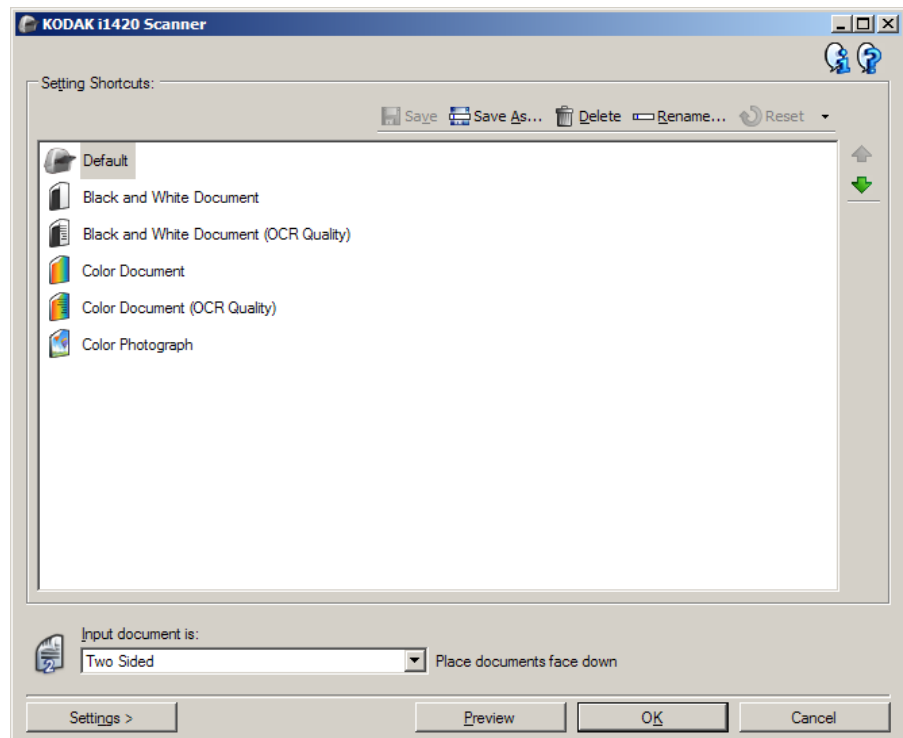 KODAK i1420 Scanner
Setting Shortcuts:
Save Save As... Delete Rename... Reset
Default
Black and White Document
Black and White Document (OCR Quality)
Color Document
Color Document (OCR Quality)
Color Photograph
Input document is:
Two Sided Place documents face down
Settings > Preview OK Cancel